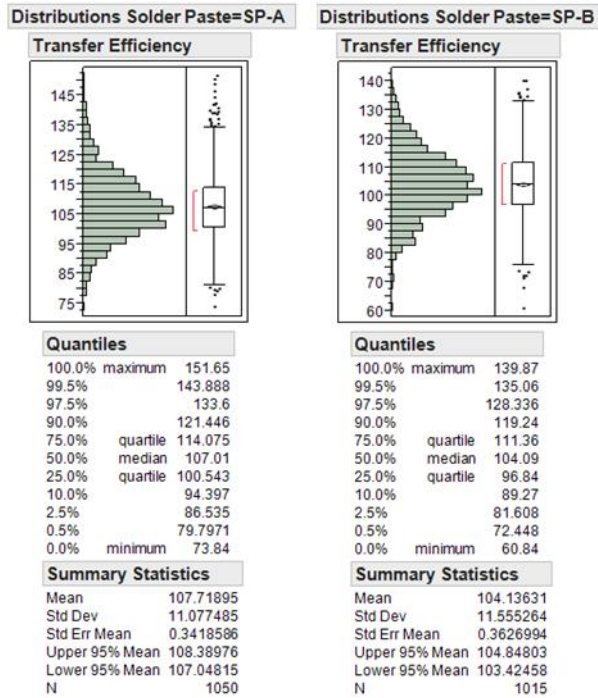 Distributions Solder Paste=SP-A
Transfer Efficiency
145
135
125
115
105
95
85
75
Quantiles
100.0% maximum 151.65
99.5% 143.888
97.5% 133.6
90.0% 121.446
75.0% quartile 114.075
50.0% median 107.01
25.0% quartile 100.543
10.0% 94.397
2.5% 86.535
0.5% 79.7971
0.0% minimum 73.84
Summary Statistics
Mean 107.71895
Std Dev 11.077485
Std Err Mean 0.3418586
Upper 95% Mean 108.38976
Lower 95% Mean 107.04815
N 1050
Distributions Solder Paste=SP-B
Transfer Efficiency
140
130
120
110
100
90
80
70
60
Quantiles
100.0% maximum 139.87
99.5% 135.06
97.5% 128.336
90.0% 119.24
75.0% quartile 111.36
50.0% median 104.09
25.0% quartile 96.84
10.0% 89.27
2.5% 81.608
0.5% 72.448
0.0% minimum 60.84
Summary Statistics
Mean 104.13631
Std Dev 11.555264
Std Err Mean 0.3626994
Upper 95% Mean 104.84803
Lower 95% Mean 103.42458
N 1015